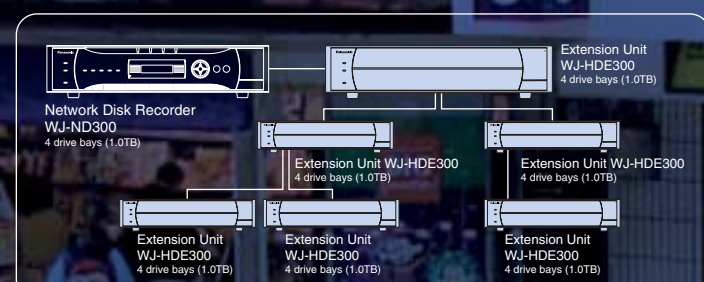 Panasonic
Panasonic
Extension Unit
WJ-HDE300
4 drive bays (1.0TB)
Network Disk Recorder
WJ-ND300
4 drive bays (1.0TB)
Extension Unit WJ-HDE300
4 drive bays (1.0TB)
Extension Unit WJ-HDE300
4 drive bays (1.0TB)
Extension Unit
WJ-HDE300
4 drive bays (1.0TB)
Extension Unit
WJ-HDE300
4 drive bays (1.0TB)
Extension Unit
WJ-HDE300
4 drive bays (1.0TB)